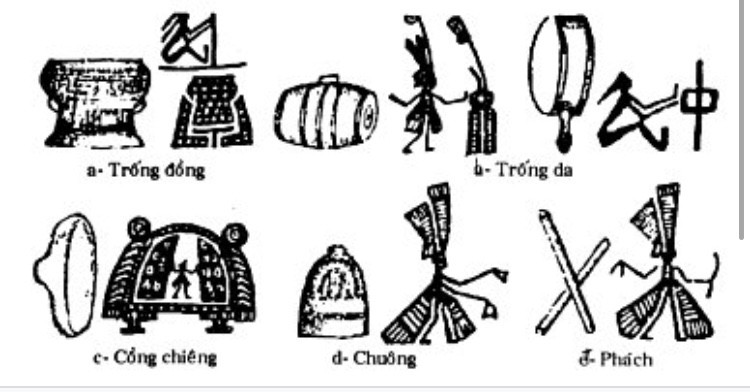 a- Trống đồng
b- Trống da
c- Cồng chiêng
d- Chuông
đ- Phách